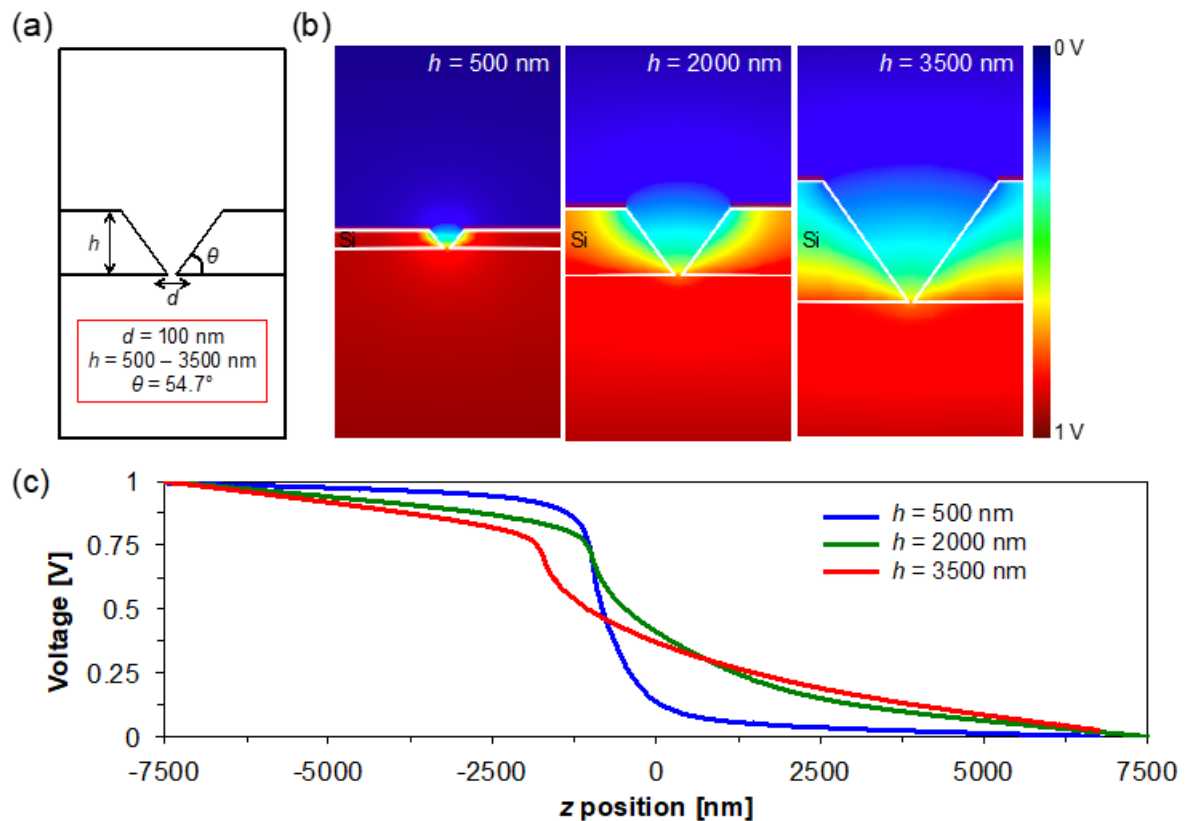 (a)
h
θ
d
d = 100 nm
h = 500 – 3500 nm
θ = 54.7°
(b)
h = 500 nm
h = 2000 nm
h = 3500 nm
0 V
Si
Si
Si
1 V
(c)
Voltage [V]
1
0.75
0.5
0.25
0
h = 500 nm
h = 2000 nm
h = 3500 nm
-7500
-5000
-2500
0
2500
5000
7500
z position [nm]